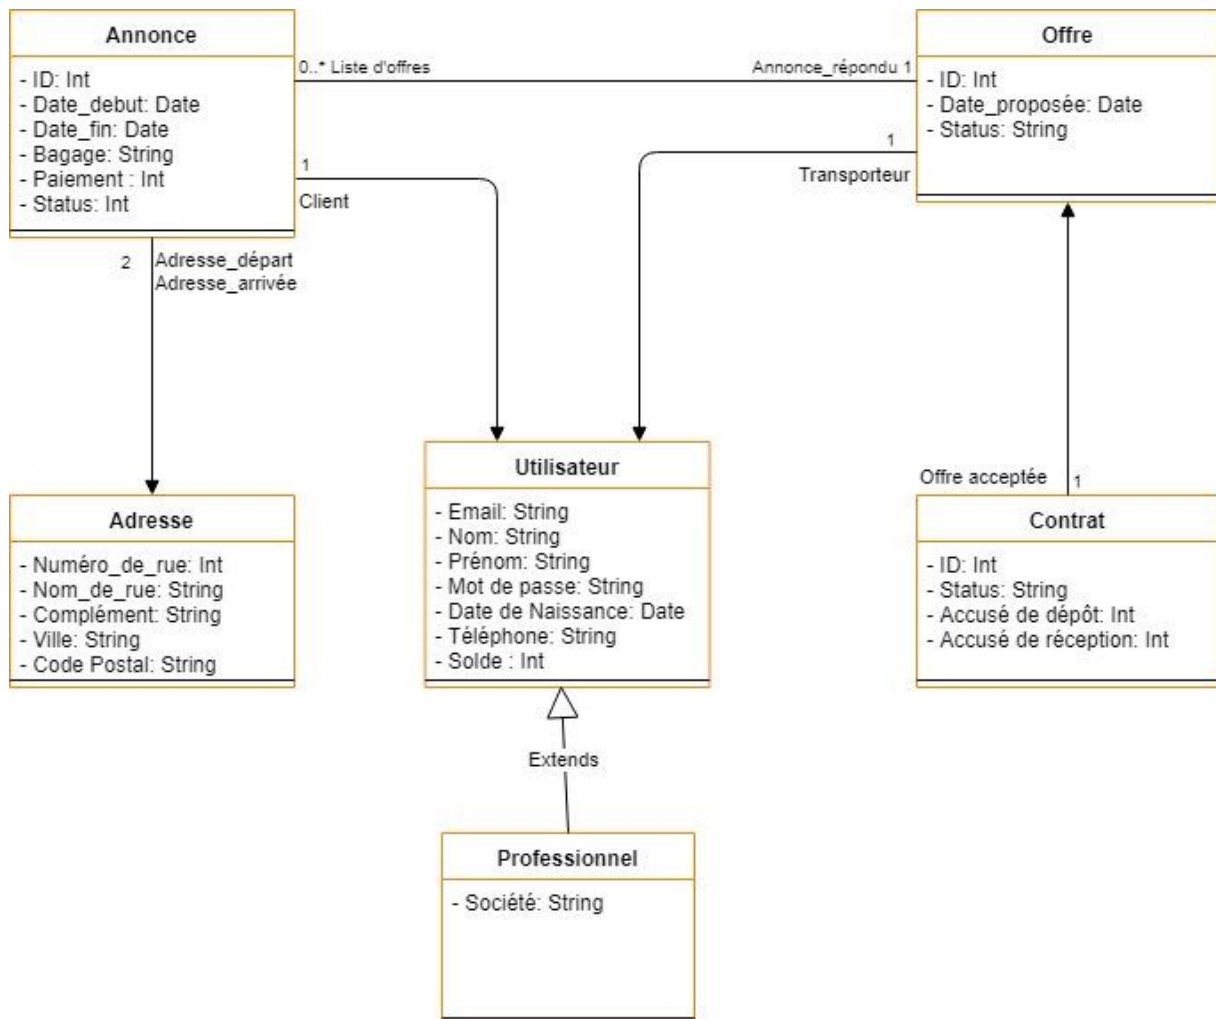 Annonce
- ID: Int
- Date_debut: Date
- Date_fin: Date
- Bagage: String
- Paiement : Int
- Status: Int
0..* Liste d'offres
Annonce_répondu 1
Offre
- ID: Int
- Date_proposée: Date
- Status: String
1
Client
1
Transporteur
2
Adresse_départ
Adresse_arrivée
Adresse
- Numéro_de_rue: Int
- Nom_de_rue: String
- Complément: String
- Ville: String
- Code Postal: String
Utilisateur
- Email: String
- Nom: String
- Prénom: String
- Mot de passe: String
- Date de Naissance: Date
- Téléphone: String
- Solde : Int
Offre acceptée
1
Contrat
- ID: Int
- Status: String
- Accusé de dépôt: Int
- Accusé de réception: Int
Extends
Professionnel
- Société: String